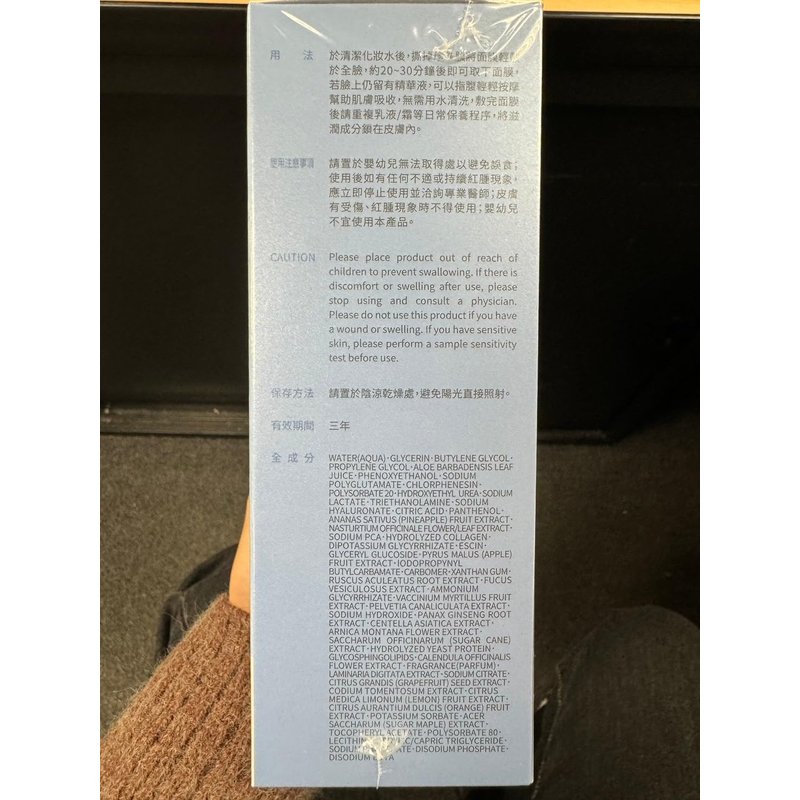 用法 於清潔化妝水後，撕掉珍珠膜將面膜輕敷
於全臉，約20~30分鐘後即可取下面膜，
若臉上仍留有精華液，可以指腹輕輕按摩
幫助肌膚吸收，無需用水清洗，敷完面膜
後請重複乳液/霜等日常保養程序，將滋
潤成分鎖在皮膚內。
使用注意事項 請置於嬰幼兒無法取得處以避免誤食；
使用後如有任何不適或持續紅腫現象，
應立即停止使用並洽詢專業醫師；皮膚
有受傷、紅腫現象時不得使用；嬰幼兒
不宜使用本產品。
CAUTION Please place product out of reach of
children to prevent swallowing. If there is
discomfort or swelling after use, please
stop using and consult a physician.
Please do not use this product if you have
a wound or swelling. If you have sensitive
skin, please perform a sample sensitivity
test before use.
保存方法 請置於陰涼乾燥處，避免陽光直接照射。
有效期間 三年
全成分 WATER(AQUA)·GLYCERIN·BUTYLENE GLYCOL·
PROPYLENE GLYCOL·ALOE BARBADENSIS LEAF
JUICE·PHENOXYETHANOL·SODIUM
POLYGLUTAMATE·CHLORPHENESIN·
POLYSORBATE 20·HYDROXYETHYL UREA·SODIUM
LACTATE·TRIETHANOLAMINE·SODIUM
HYALURONATE·CITRIC ACID·PANTHENOL·
ANANAS SATIVUS (PINEAPPLE) FRUIT EXTRACT·
NASTURTIUM OFFICINALE FLOWER/LEAF EXTRACT·
SODIUM PCA·HYDROLYZED COLLAGEN·
DIPOTASSIUM GLYCYRRHIZATE·ESCIN·
GLYCERYL GLUCOSIDE·PYRUS MALUS (APPLE)
FRUIT EXTRACT·IODOPROPYNYL
BUTYLCARBAMATE·CARBOMER·XANTHAN GUM·
RUSCUS ACULEATUS ROOT EXTRACT·FUCUS
VESICULOSUS EXTRACT·AMMONIUM
GLYCYRRHIZATE·VACCINIUM MYRTILLUS FRUIT
EXTRACT·PELVETIA CANALICULATA EXTRACT·
SODIUM HYDROXIDE·PANAX GINSENG ROOT
EXTRACT·CENTELLA ASIATICA EXTRACT·
ARNICA MONTANA FLOWER EXTRACT·
SACCHARUM OFFICINARUM (SUGAR CANE)
EXTRACT·HYDROLYZED YEAST PROTEIN·
GLYCOSPHINGOLIPIDS·CALENDULA OFFICINALIS
FLOWER EXTRACT·FRAGRANCE(PARFUM)·
LAMINARIA DIGITATA EXTRACT·SODIUM CITRATE·
CITRUS GRANDIS (GRAPEFRUIT) SEED EXTRACT·
CODIUM TOMENTOSUM EXTRACT·CITRUS
MEDICA LIMONUM (LEMON) FRUIT EXTRACT·
CITRUS AURANTIUM DULCIS (ORANGE) FRUIT
EXTRACT·POTASSIUM SORBATE·ACER
SACCHARUM (SUGAR MAPLE) EXTRACT·
TOCOPHERYL ACETATE·POLYSORBATE 80·
LECITHIN TRIGLYCERIDE·
DISODIUM PHOSPHATE·
DISODIUM